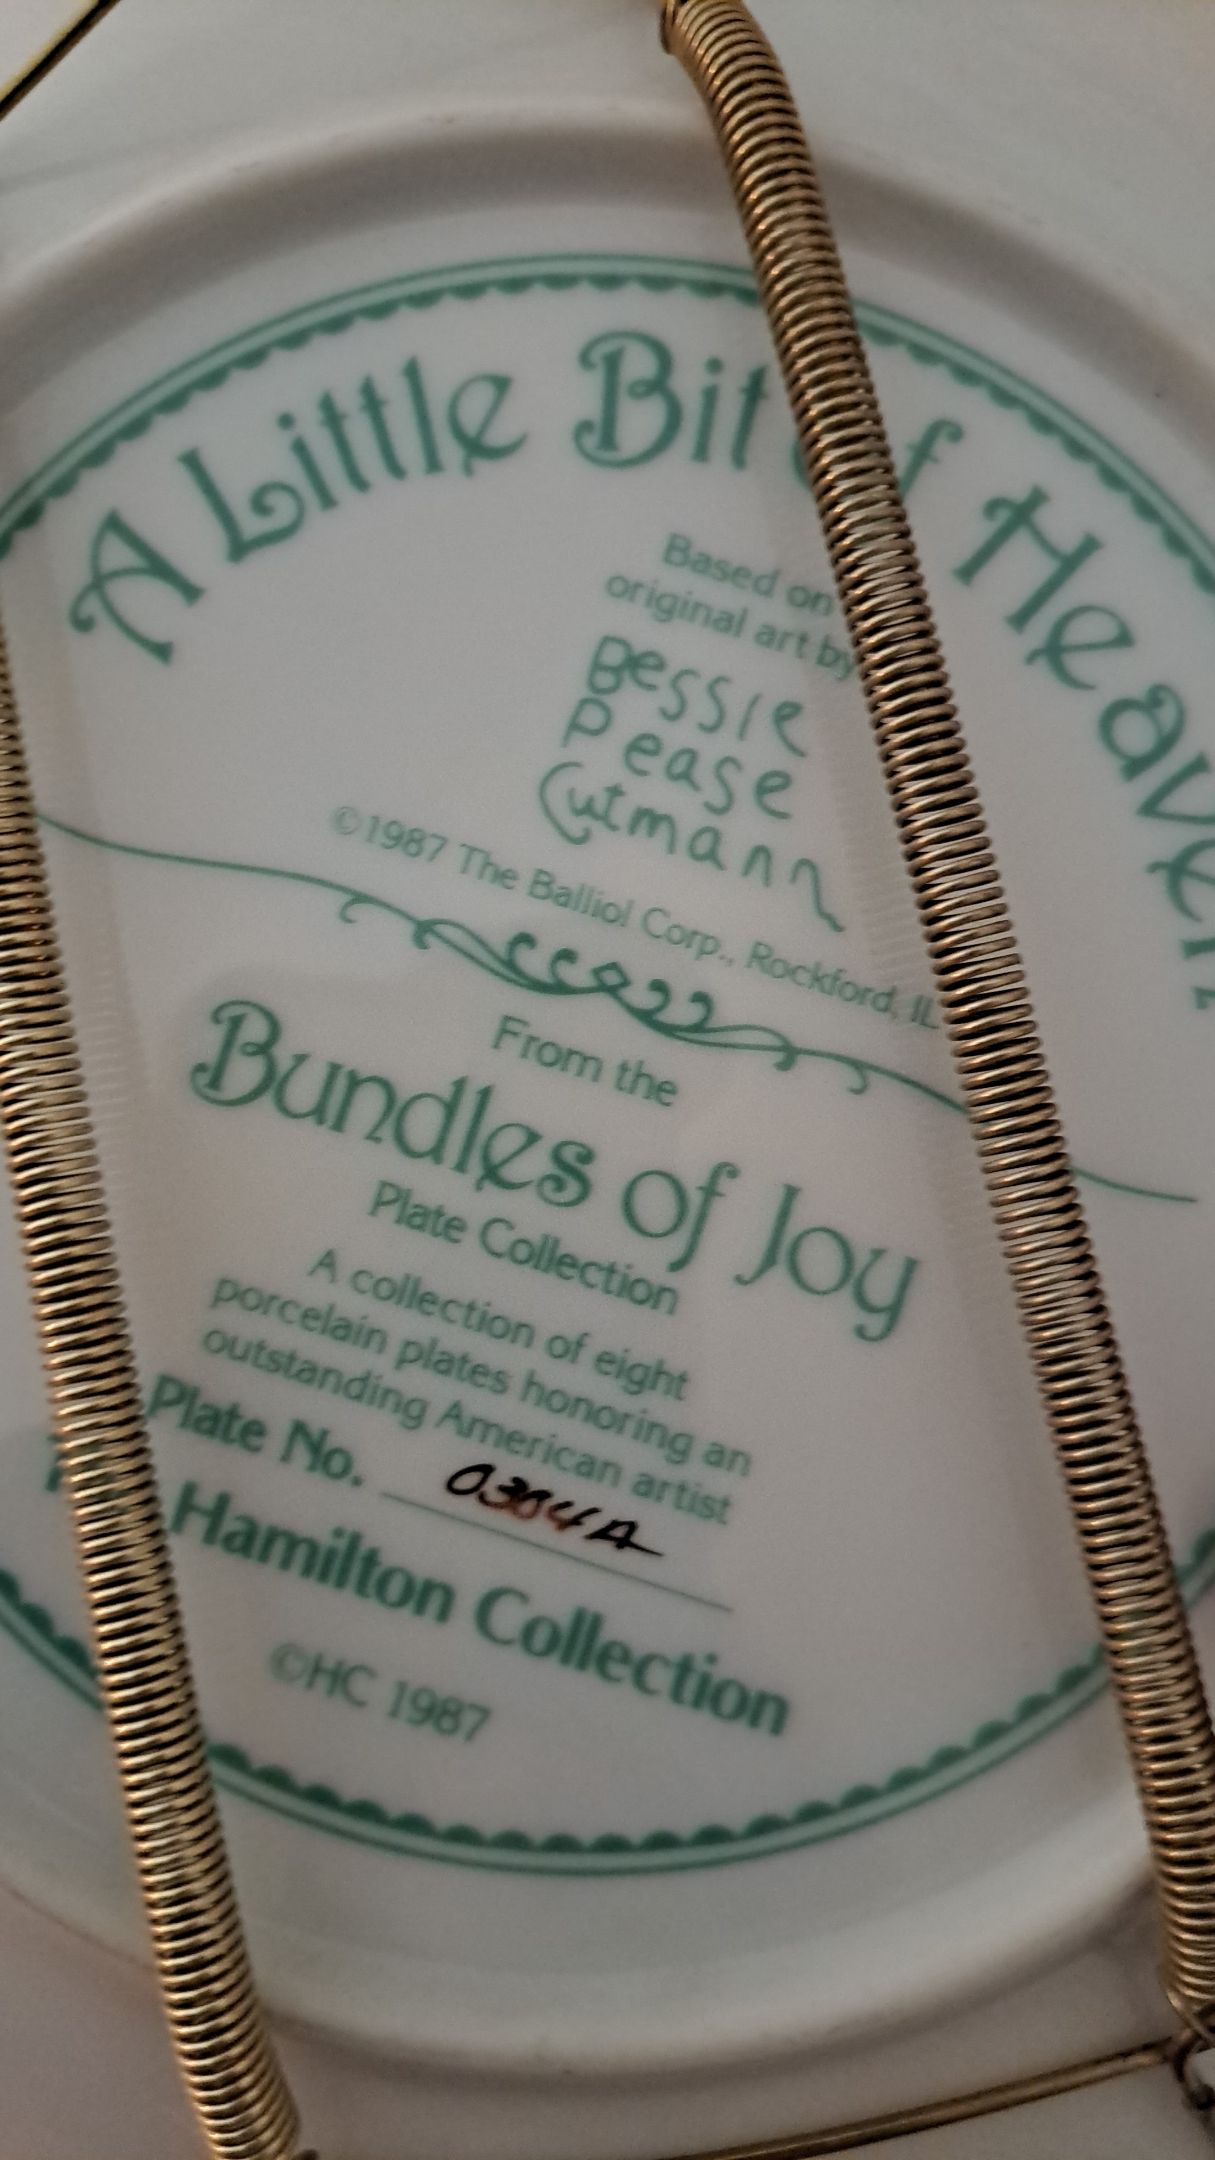 A Little Bit of Heaven
Based on
original art by
Bessie
Pease
Gutmann
©1987 The Balliol Corp., Rockford, IL
From the
Bundles of Joy
Plate Collection
A collection of eight
porcelain plates honoring an
outstanding American artist
Plate No. 0384A
Hamilton Collection
©HC 1987